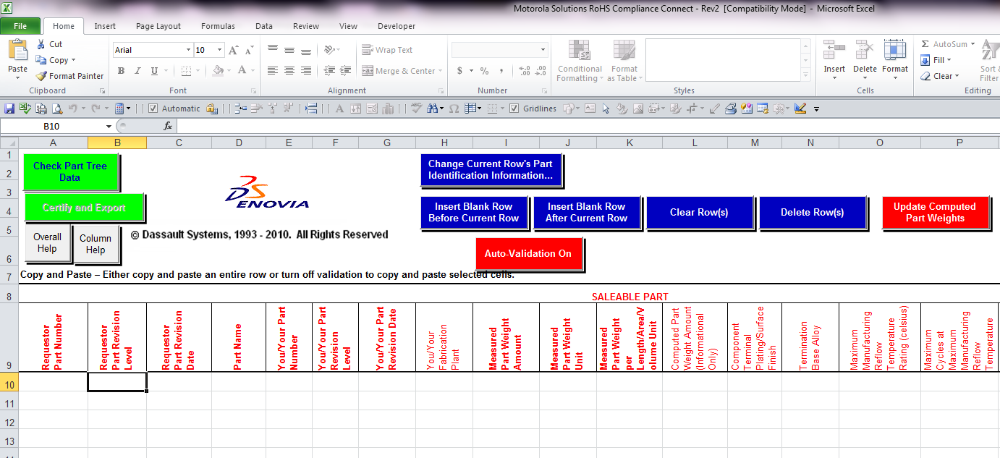 Motorola Solutions RoHS Compliance Connect - Rev2 [Compatibility Mode] - Microsoft Excel
File Home Insert Page Layout Formulas Data Review View Developer
Paste
Cut
Copy
Format Painter
Clipboard
Arial 10
B I U
Font
Wrap Text
Merge & Center
Alignment
$ % ,
Number
Conditional
Formatting
Format
as Table
Styles
Insert Delete Format
Cells
Σ AutoSum
Fill
Clear
Sort
Filter
Editing
Automatic
Gridlines
B10
fx
A B C D E F G H I J K L M N O P
1
2
3
4
5
6
7
8
9
10
11
12
13
Check Part Tree
Data
Certify and Export
Overall
Help
Column
Help
DS
ENOVIA
© Dassault Systems, 1993 - 2010. All Rights Reserved
Change Current Row's Part
Identification Information...
Insert Blank Row
Before Current Row
Insert Blank Row
After Current Row
Clear Row(s)
Delete Row(s)
Update Computed
Part Weights
Auto-Validation On
Copy and Paste – Either copy and paste an entire row or turn off validation to copy and paste selected cells.
SALEABLE PART
Requestor
Part Number
Requestor
Part Revision
Level
Requestor
Part Revision
Date
Part Name
You/Your Part
Number
You/Your Part
Revision
Level
You/Your Part
Revision Date
You/Your
Fabrication
Plant
Measured
Part Weight
Amount
Measured
Part Weight
Unit
Measured
Part Weight
per
Length/Area/V
olume Unit
Computed Part
Weight Amount
(Informational
Only)
Component
Terminal
Plating/Surface
Finish
Termination
Base Alloy
Maximum
Manufacturing
Reflow
Temperature
Rating (celsius)
Maximum
Cycles at
Maximum
Manufacturing
Reflow
Temperature